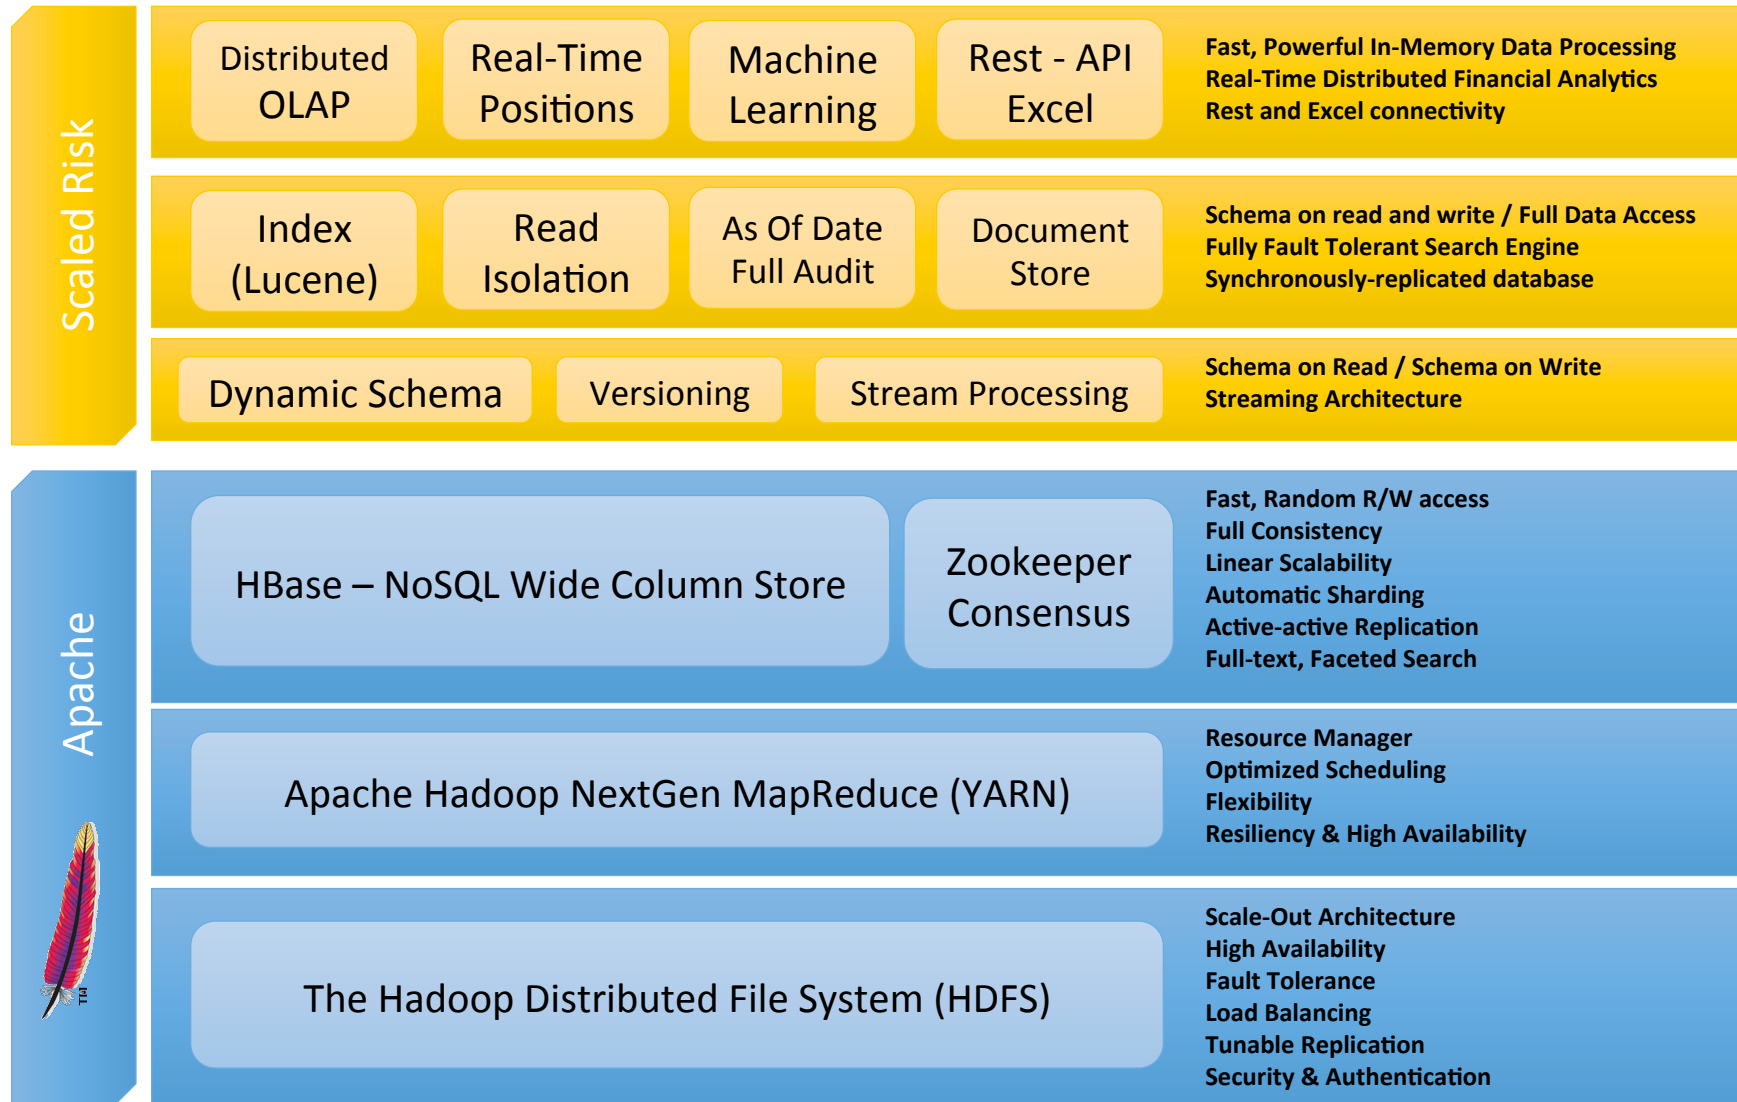 Scaled Risk
Distributed
OLAP
Real-Time
Positions
Machine
Learning
Rest - API
Excel
Fast, Powerful In-Memory Data Processing
Real-Time Distributed Financial Analytics
Rest and Excel connectivity
Index
(Lucene)
Read
Isolation
As Of Date
Full Audit
Document
Store
Schema on read and write / Full Data Access
Fully Fault Tolerant Search Engine
Synchronously-replicated database
Dynamic Schema
Versioning
Stream Processing
Schema on Read / Schema on Write
Streaming Architecture
Apache
HBase – NoSQL Wide Column Store
Zookeeper
Consensus
Fast, Random R/W access
Full Consistency
Linear Scalability
Automatic Sharding
Active-active Replication
Full-text, Faceted Search
Apache Hadoop NextGen MapReduce (YARN)
Resource Manager
Optimized Scheduling
Flexibility
Resiliency & High Availability
The Hadoop Distributed File System (HDFS)
Scale-Out Architecture
High Availability
Fault Tolerance
Load Balancing
Tunable Replication
Security & Authentication
TM